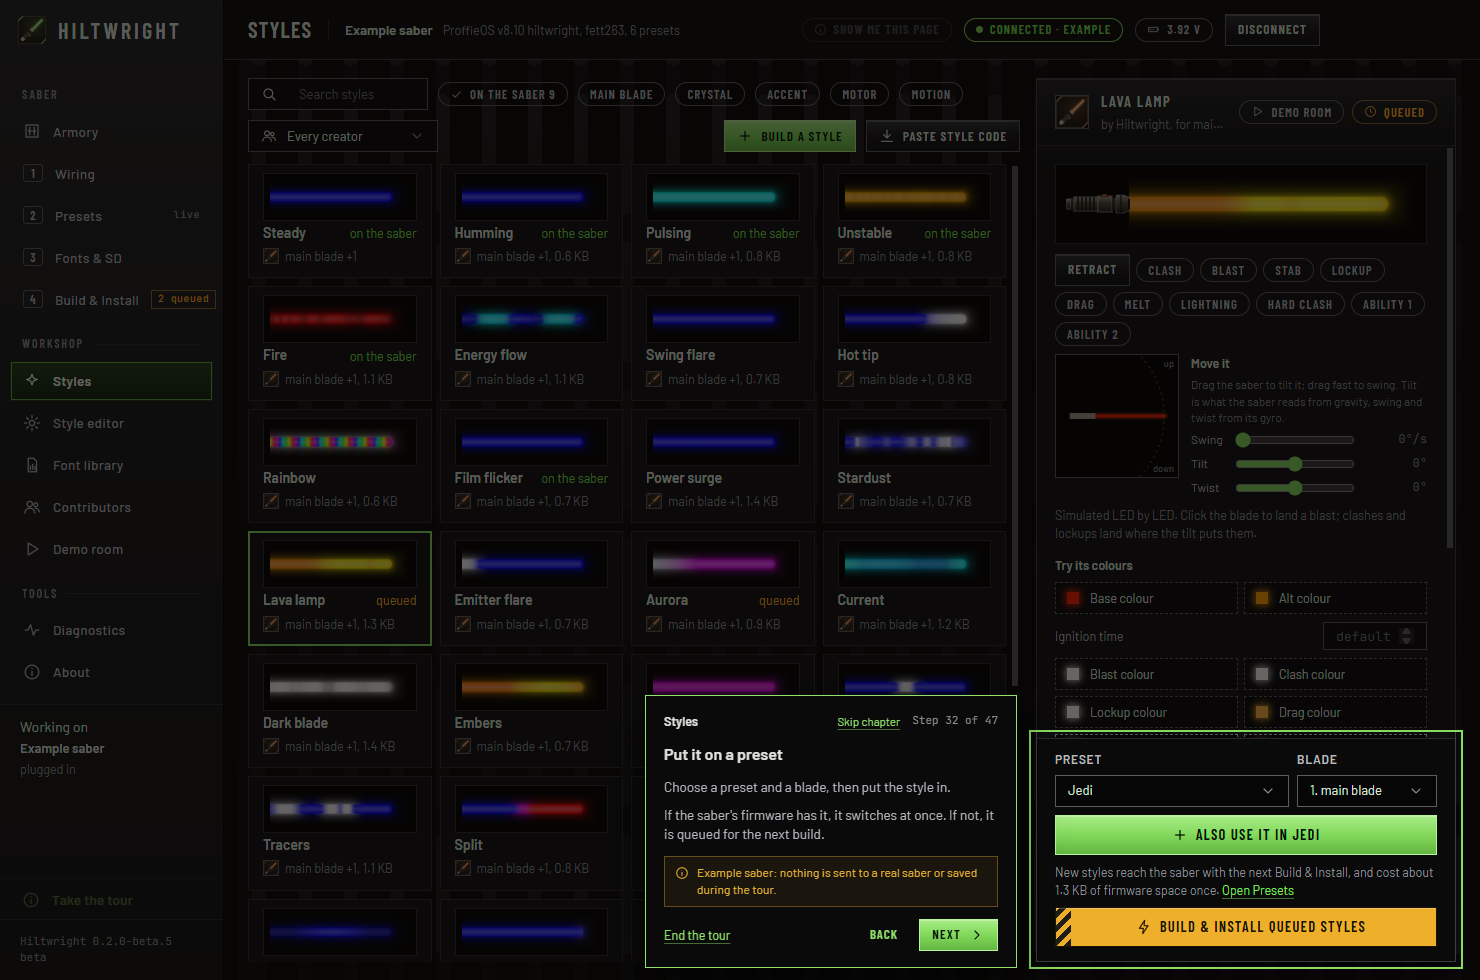 HILTWRIGHT
SABER
Armory
1 Wiring
2 Presets live
3 Fonts & SD
4 Build & Install 2 queued
WORKSHOP
Styles
Style editor
Font library
Contributors
Demo room
TOOLS
Diagnostics
About
Working on
Example saber
plugged in
Take the tour
Hiltwright 0.2.0-beta.5
beta
STYLES Example saber ProffieOS v8.10 hiltwright, fett263, 6 presets
SHOW ME THIS PAGE CONNECTED · EXAMPLE 3.92 V DISCONNECT
Search styles ON THE SABER 9 MAIN BLADE CRYSTAL ACCENT MOTOR MOTION
Every creator + BUILD A STYLE PASTE STYLE CODE
Steady on the saber
main blade +1
Humming on the saber
main blade +1, 0.6 KB
Pulsing on the saber
main blade +1, 0.8 KB
Unstable on the saber
main blade +1, 0.8 KB
Fire on the saber
main blade +1, 1.1 KB
Energy flow
main blade +1, 1.1 KB
Swing flare
main blade +1, 0.7 KB
Hot tip
main blade +1, 0.8 KB
Rainbow
main blade +1, 0.6 KB
Film flicker on the saber
main blade +1, 0.7 KB
Power surge
main blade +1, 1.4 KB
Stardust
main blade +1, 0.7 KB
Lava lamp queued
main blade +1, 1.3 KB
Emitter flare
main blade +1, 0.7 KB
Aurora queued
main blade +1, 0.9 KB
Current
main blade +1, 1.2 KB
Dark blade
main blade +1, 1.4 KB
Embers
main blade +1, 0.7 KB
Tracers
main blade +1, 1.1 KB
Split
main blade +1, 0.8 KB
Styles Skip chapter Step 32 of 47
Put it on a preset
Choose a preset and a blade, then put the style in.
If the saber's firmware has it, it switches at once. If not, it
is queued for the next build.
Example saber: nothing is sent to a real saber or saved
during the tour.
End the tour BACK NEXT
LAVA LAMP
by Hiltwright, for mai...
DEMO ROOM QUEUED
RETRACT CLASH BLAST STAB LOCKUP
DRAG MELT LIGHTNING HARD CLASH ABILITY 1
ABILITY 2
up
down
Move it
Drag the saber to tilt it; drag fast to swing. Tilt
is what the saber reads from gravity, swing and
twist from its gyro.
Swing 0°/s
Tilt 0°
Twist 0°
Simulated LED by LED. Click the blade to land a blast; clashes and
lockups land where the tilt puts them.
Try its colours
Base colour Alt colour
Ignition time default
Blast colour Clash colour
Lockup colour Drag colour
PRESET BLADE
Jedi 1. main blade
+ ALSO USE IT IN JEDI
New styles reach the saber with the next Build & Install, and cost about
1.3 KB of firmware space once. Open Presets
BUILD & INSTALL QUEUED STYLES